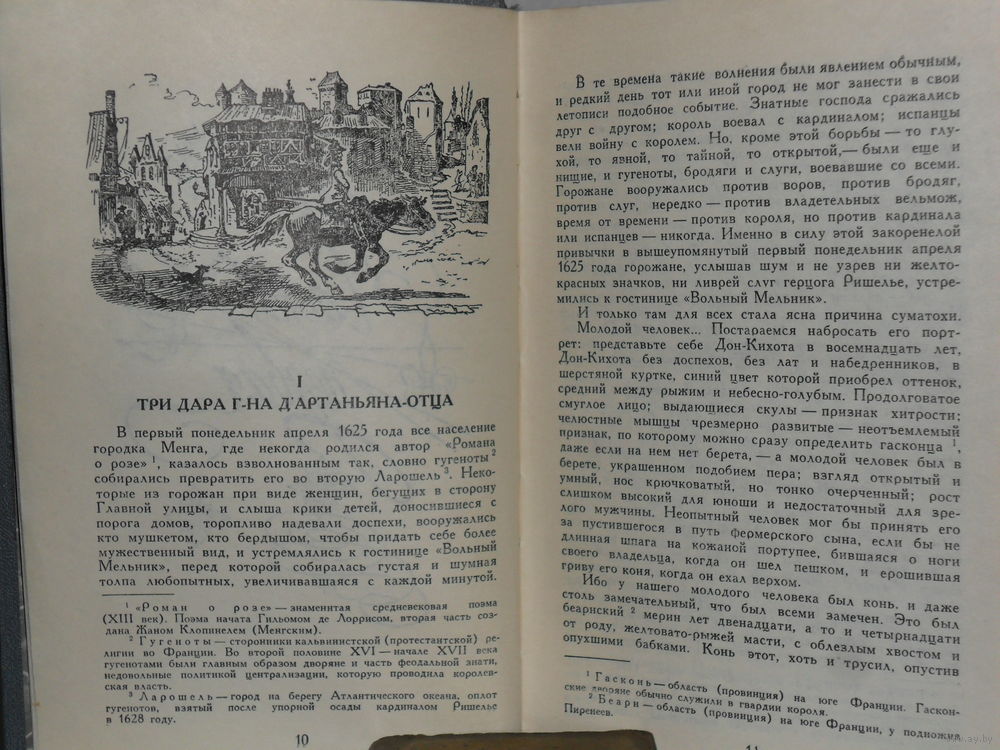 I
ТРИ ДАРА Г-НА Д'АРТАНЬЯНА-ОТЦА
В первый понедельник апреля 1625 года все население
городка Менга, где некогда родился автор «Романа
о розе» ¹, казалось взволнованным так, словно гугеноты ²
собирались превратить его во вторую Ларошель ³. Неко-
торые из горожан при виде женщин, бегущих в сторону
Главной улицы, и слыша крики детей, доносившиеся с
порога домов, торопливо надевали доспехи, вооружались
кто мушкетом, кто бердышом, чтобы придать себе более
мужественный вид, и устремлялись к гостинице «Вольный
Мельник», перед которой собиралась густая и шумная
толпа любопытных, увеличивавшаяся с каждой минутой.
¹ «Роман о розе» — знаменитая средневековая поэма
(XIII век). Поэма начата Гильомом де Лоррисом, вторая часть соз-
дана Жаном Клопинелем (Менгским).
² Гугеноты — сторонники кальвинистской (протестантской) ре-
лигии во Франции. Во второй половине XVI — начале XVII века
гугенотами были главным образом дворяне и часть феодальной знати,
недовольные политикой централизации, которую проводила королев-
ская власть.
³ Ларошель — город на берегу Атлантического океана, оплот
гугенотов, взятый после упорной осады кардиналом Ришелье
в 1628 году.
10
В те времена такие волнения были явлением обычным,
и редкий день тот или иной город не мог занести в свои
летописи подобное событие. Знатные господа сражались
друг с другом; король воевал с кардиналом; испанцы
вели войну с королем. Но, кроме этой борьбы — то глу-
хой, то явной, то тайной, то открытой, — были еще и
нищие, и гугеноты, бродяги и слуги, воевавшие со всеми.
Горожане вооружались против воров, против бродяг,
против слуг, нередко — против владетельных вельмож,
время от времени — против короля, но против кардинала
или испанцев — никогда. Именно в силу этой закоренелой
привычки в вышеупомянутый первый понедельник апреля
1625 года горожане, услышав шум и не узрев ни желто-
красных значков, ни ливрей слуг герцога Ришелье, устре-
мились к гостинице «Вольный Мельник».
И только там для всех стала ясна причина суматохи.
Молодой человек... Постараемся набросать его порт-
рет: представьте себе Дон-Кихота в восемнадцать лет,
Дон-Кихота без доспехов, без лат и набедренников, в
шерстяной куртке, синий цвет которой приобрел оттенок,
средний между рыжим и небесно-голубым. Продолговатое
смуглое лицо; выдающиеся скулы — признак хитрости;
челюстные мышцы чрезмерно развитые — неотъемлемый
признак, по которому можно сразу определить гасконца ¹,
даже если на нем нет берета, — а молодой человек был в
берете, украшенном подобием пера; взгляд открытый и
умный, нос крючковатый, но тонко очерченный; рост
слишком высокий для юноши и недостаточный для зре-
лого мужчины. Неопытный человек мог бы принять его
за пустившегося в путь фермерского сына, если бы не
длинная шпага на кожаной портупее, бившаяся о ноги
своего владельца, когда он шел пешком, и ерошившая
гриву его коня, когда он ехал верхом.
Ибо у нашего молодого человека был конь, и даже
столь замечательный, что был всеми замечен. Это был
беарнский ² мерин лет двенадцати, а то и четырнадцати
от роду, желтовато-рыжей масти, с облезлым хвостом и
опухшими бабками. Конь этот, хоть и трусил, опустив
¹ Гасконь — область (провинция) на юге Франции. Гаскон-
ские дворяне обычно служили в гвардии короля.
² Беарн — область (провинция) на юге Франции, у подножия
Пиренеев.